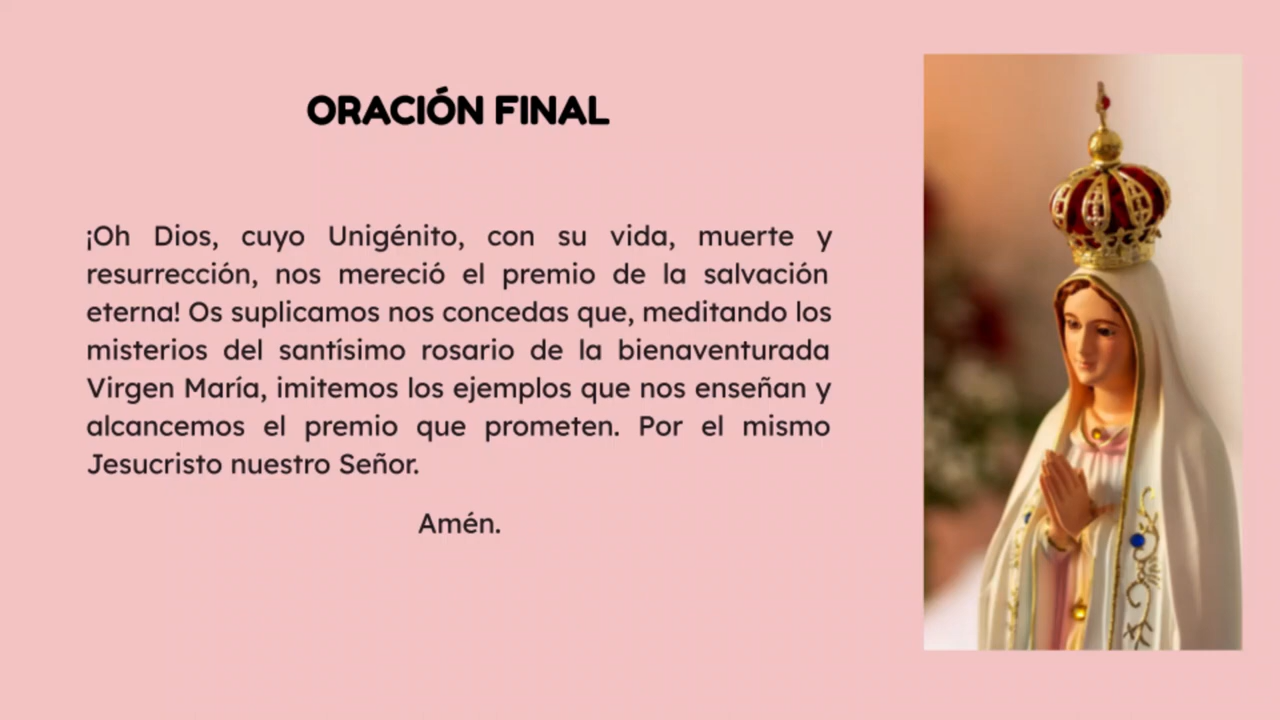 ORACIÓN FINAL
¡Oh Dios, cuyo Unigénito, con su vida, muerte y
resurrección, nos mereció el premio de la salvación
eterna! Os suplicamos nos concedas que, meditando los
misterios del santísimo rosario de la bienaventurada
Virgen María, imitemos los ejemplos que nos enseñan y
alcancemos el premio que prometen. Por el mismo
Jesucristo nuestro Señor.
Amén.